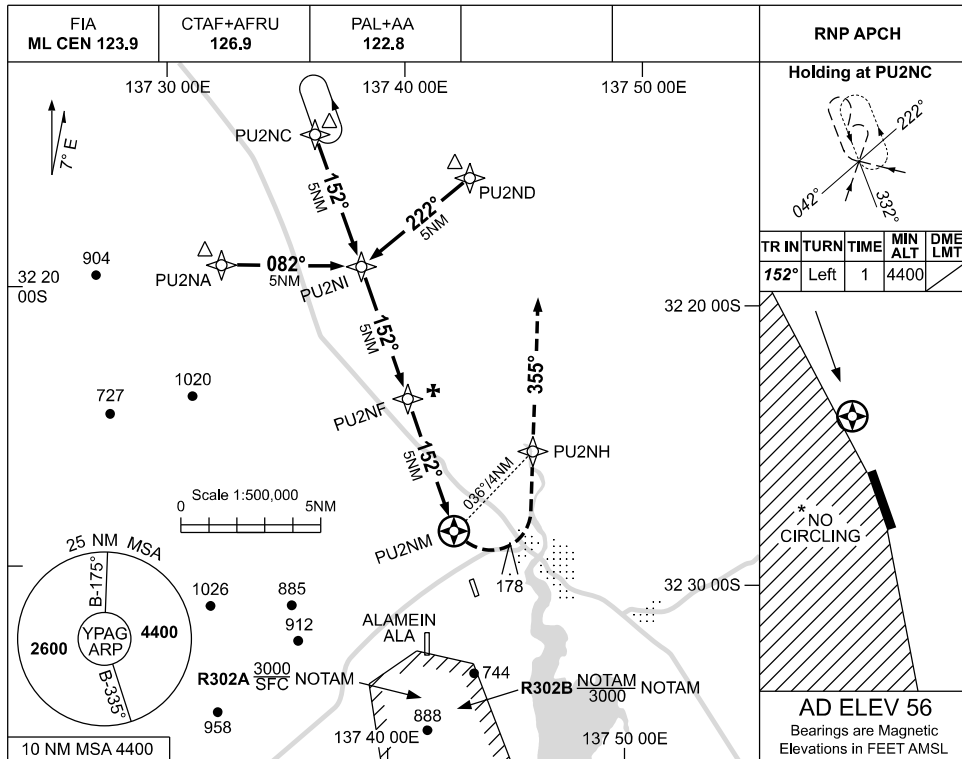 FIA
ML CEN 123.9
CTAF+AFRU
126.9
PAL+AA
122.8
RNP APCH
137 30 00E
137 40 00E
137 50 00E
7° E
PU2NC
152°
5NM
PU2ND
222°
5NM
904
PU2NA
082°
5NM
PU2NI
32 20
00S
32 20 00S
152°
5NM
355°
727
1020
PU2NF
PU2NH
152°
5NM
036°/4NM
Scale 1:500,000
0
5NM
PU2NM
178
25 NM MSA
B-175°
YPAG
ARP
2600
4400
B-335°
10 NM MSA 4400
1026
885
912
958
32 30 00S
ALAMEIN
ALA
R302A 3000
SFC NOTAM
744
R302B NOTAM
3000 NOTAM
888
137 40 00E
137 50 00E
Holding at PU2NC
222°
042°
332°
TR IN TURN TIME MIN ALT DME LMT
152° Left 1 4400
* NO
CIRCLING
AD ELEV 56
Bearings are Magnetic
Elevations in FEET AMSL